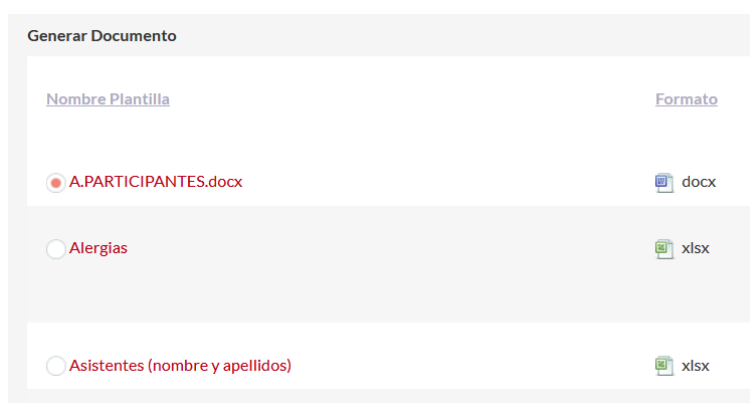 Generar Documento
Nombre Plantilla Formato
A.PARTICIPANTES.docx docx
Alergias xlsx
Asistentes (nombre y apellidos) xlsx